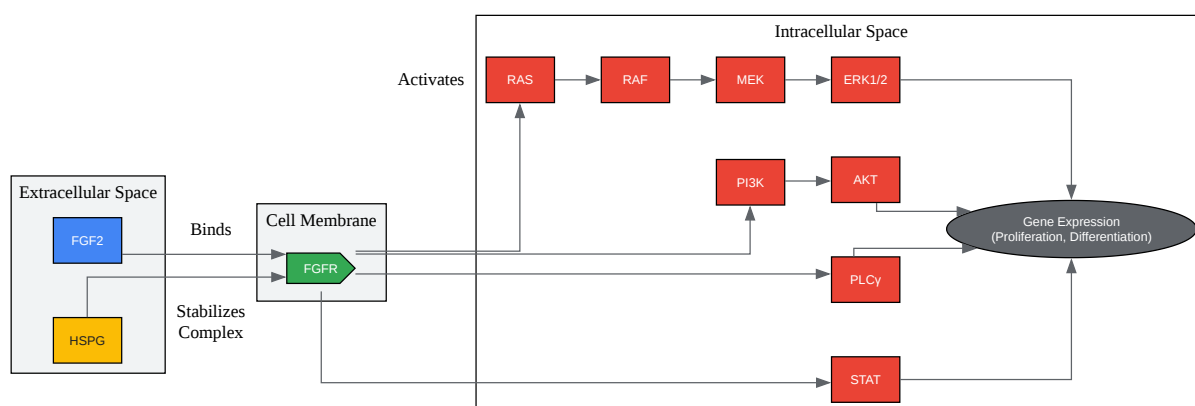 Intracellular Space
Activates
RAS
RAF
MEK
ERK1/2
Extracellular Space
FGF2
HSPG
Binds
Stabilizes
Complex
Cell Membrane
FGFR
PI3K
AKT
PLCγ
STAT
Gene Expression
(Proliferation, Differentiation)